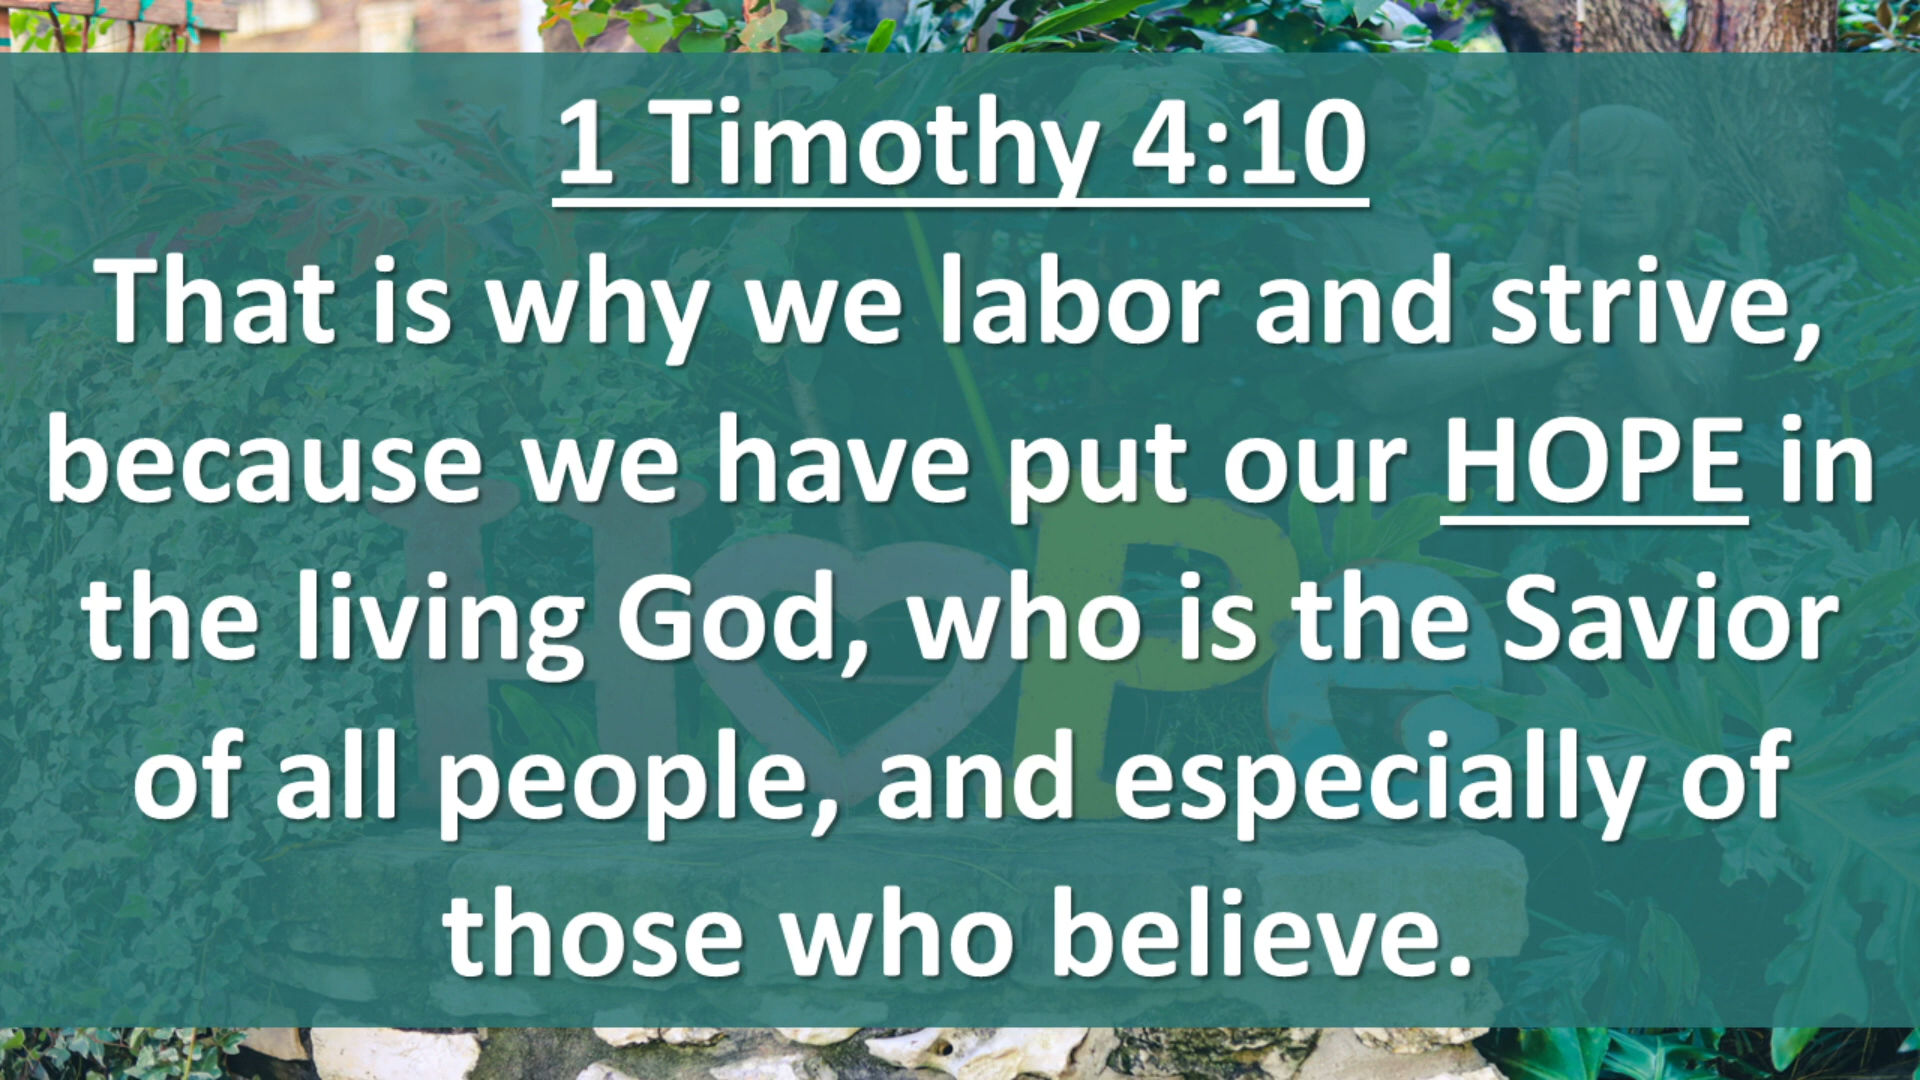 1 Timothy 4:10
That is why we labor and strive,
because we have put our HOPE in
the living God, who is the Savior
of all people, and especially of
those who believe.
HOPe